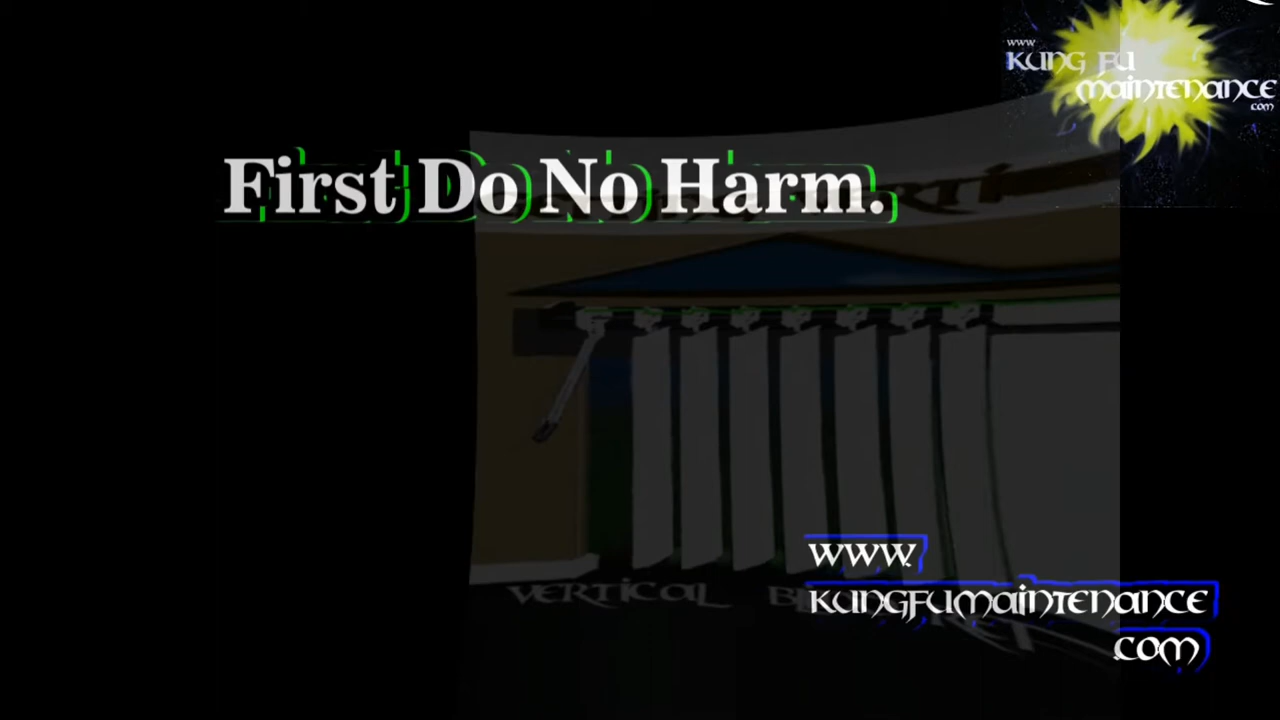 www.
KUNG FU
MAINTENANCE
.COM
First Do No Harm.
VERTICAL
www.
KUNGFUMAINTENANCE
.COM